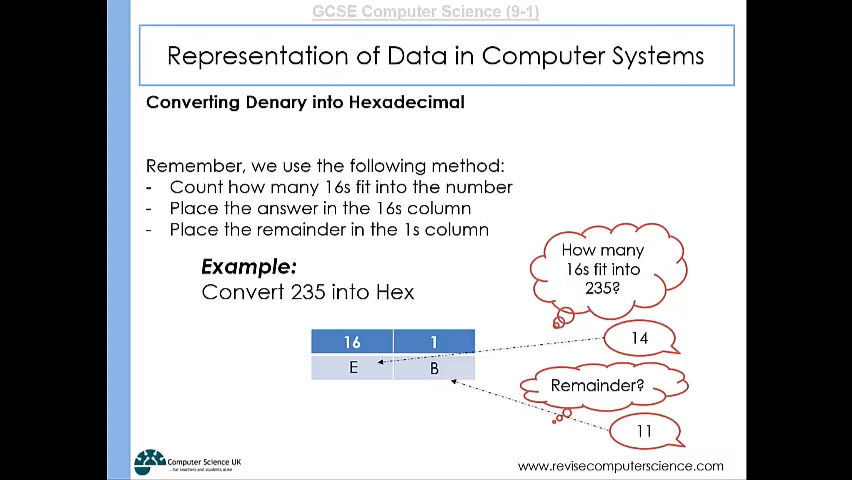 GCSE Computer Science (9-1)
Representation of Data in Computer Systems
Converting Denary into Hexadecimal
Remember, we use the following method:
- Count how many 16s fit into the number
- Place the answer in the 16s column
- Place the remainder in the 1s column
Example:
Convert 235 into Hex
How many
16s fit into
235?
14
16 1
E B
Remainder?
11
Computer Science UK
...for teachers and students alike
www.revisecomputerscience.com